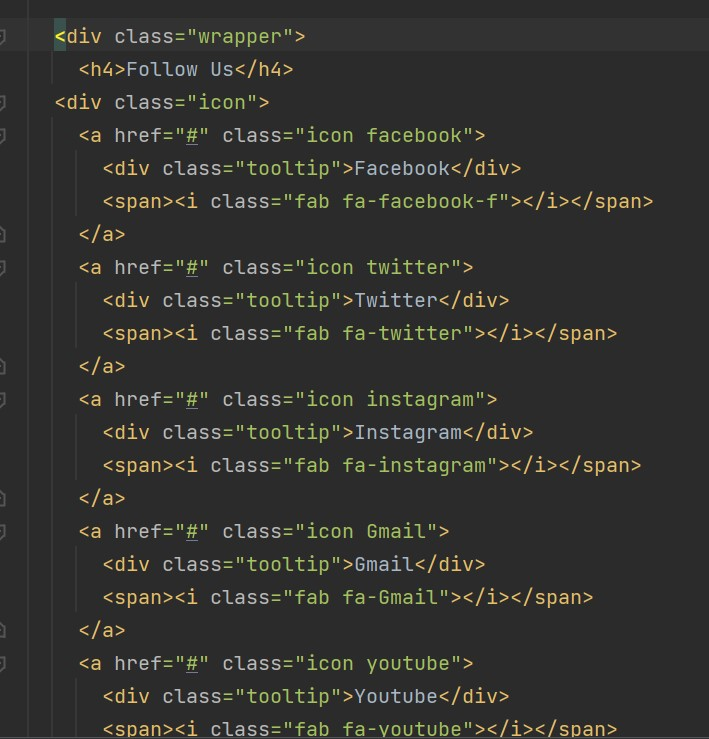 <div class="wrapper">
<h4>Follow Us</h4>
<div class="icon">
<a href="#" class="icon facebook">
<div class="tooltip">Facebook</div>
<span><i class="fab fa-facebook-f"></i></span>
</a>
<a href="#" class="icon twitter">
<div class="tooltip">Twitter</div>
<span><i class="fab fa-twitter"></i></span>
</a>
<a href="#" class="icon instagram">
<div class="tooltip">Instagram</div>
<span><i class="fab fa-instagram"></i></span>
</a>
<a href="#" class="icon Gmail">
<div class="tooltip">Gmail</div>
<span><i class="fab fa-Gmail"></i></span>
</a>
<a href="#" class="icon youtube">
<div class="tooltip">Youtube</div>
<span><i class="fab fa-youtube"></i></span>